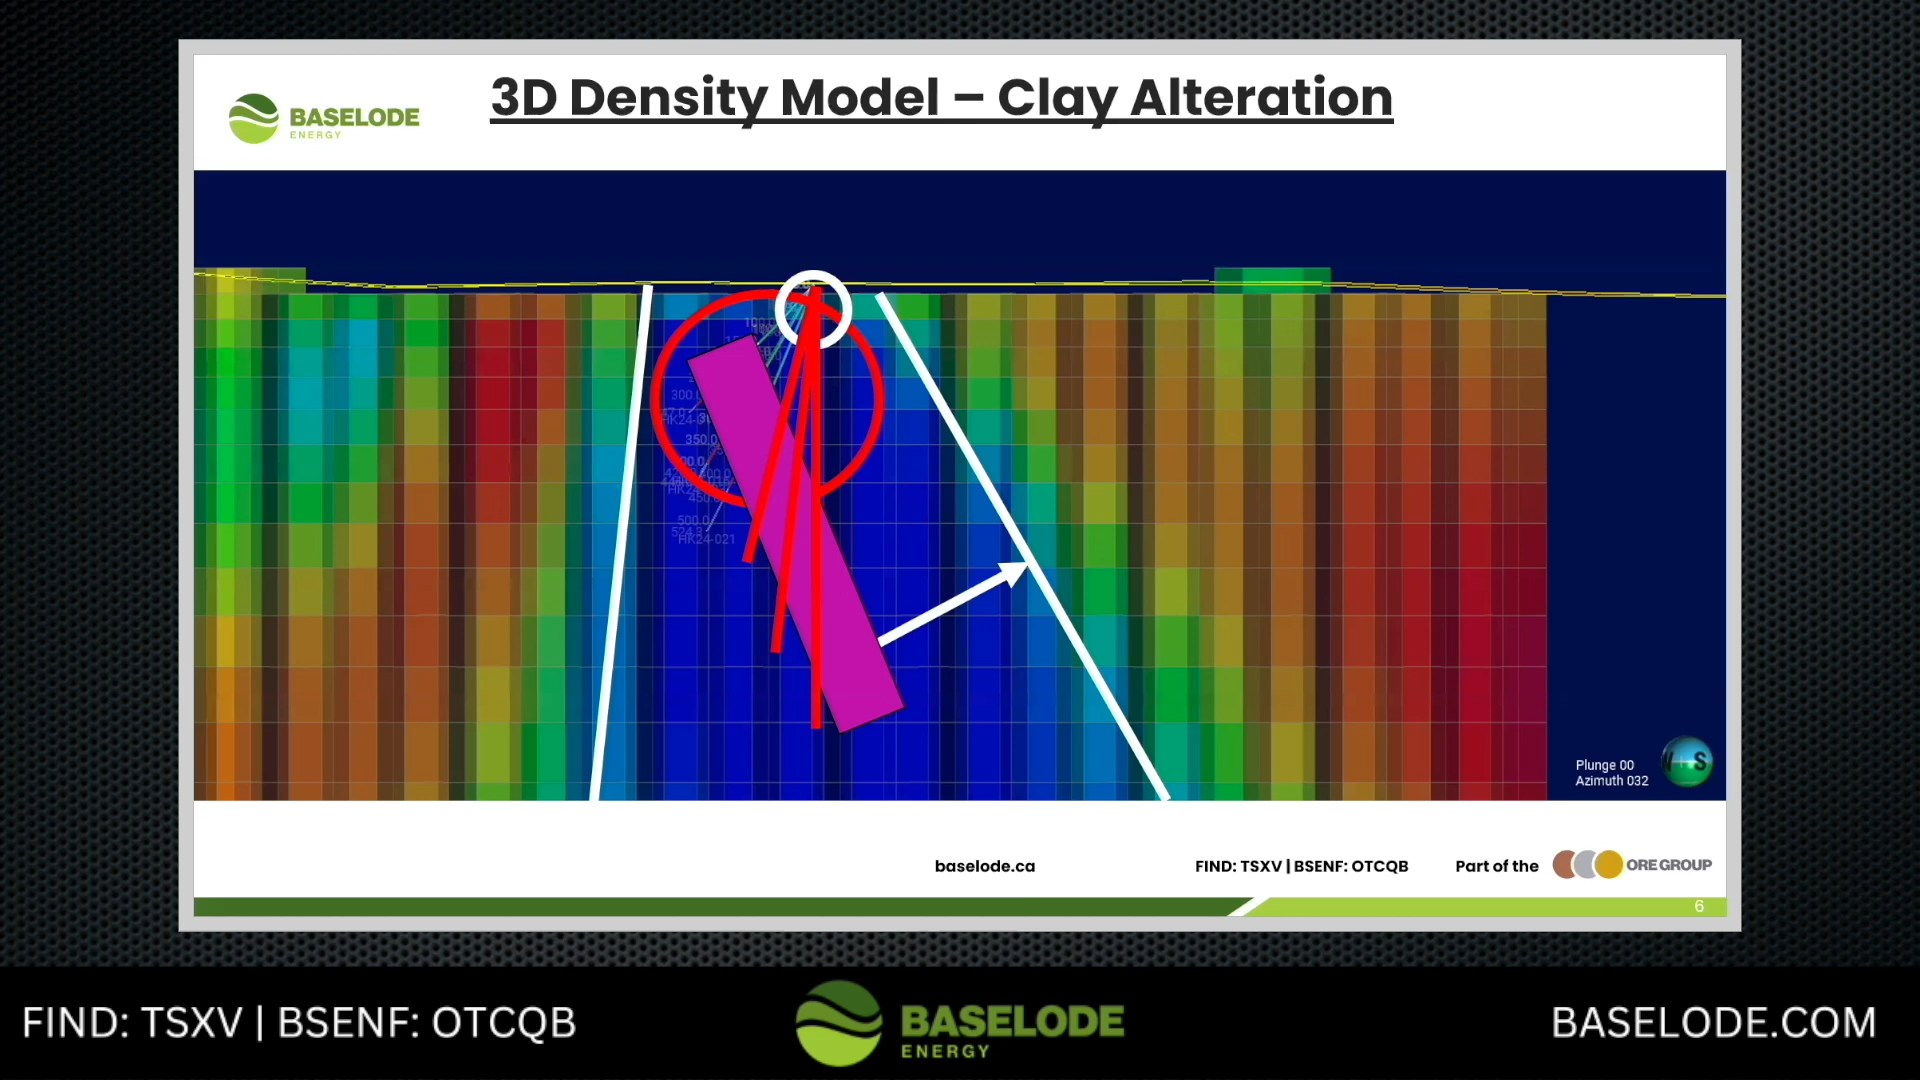 BASELODE
ENERGY
3D Density Model – Clay Alteration
300.0
350.0
500.0
HK24-021
Plunge 00
Azimuth 032
S
baselode.ca
FIND: TSXV | BSENF: OTCQB
Part of the
ORE GROUP
6
FIND: TSXV | BSENF: OTCQB
BASELODE
ENERGY
BASELODE.COM